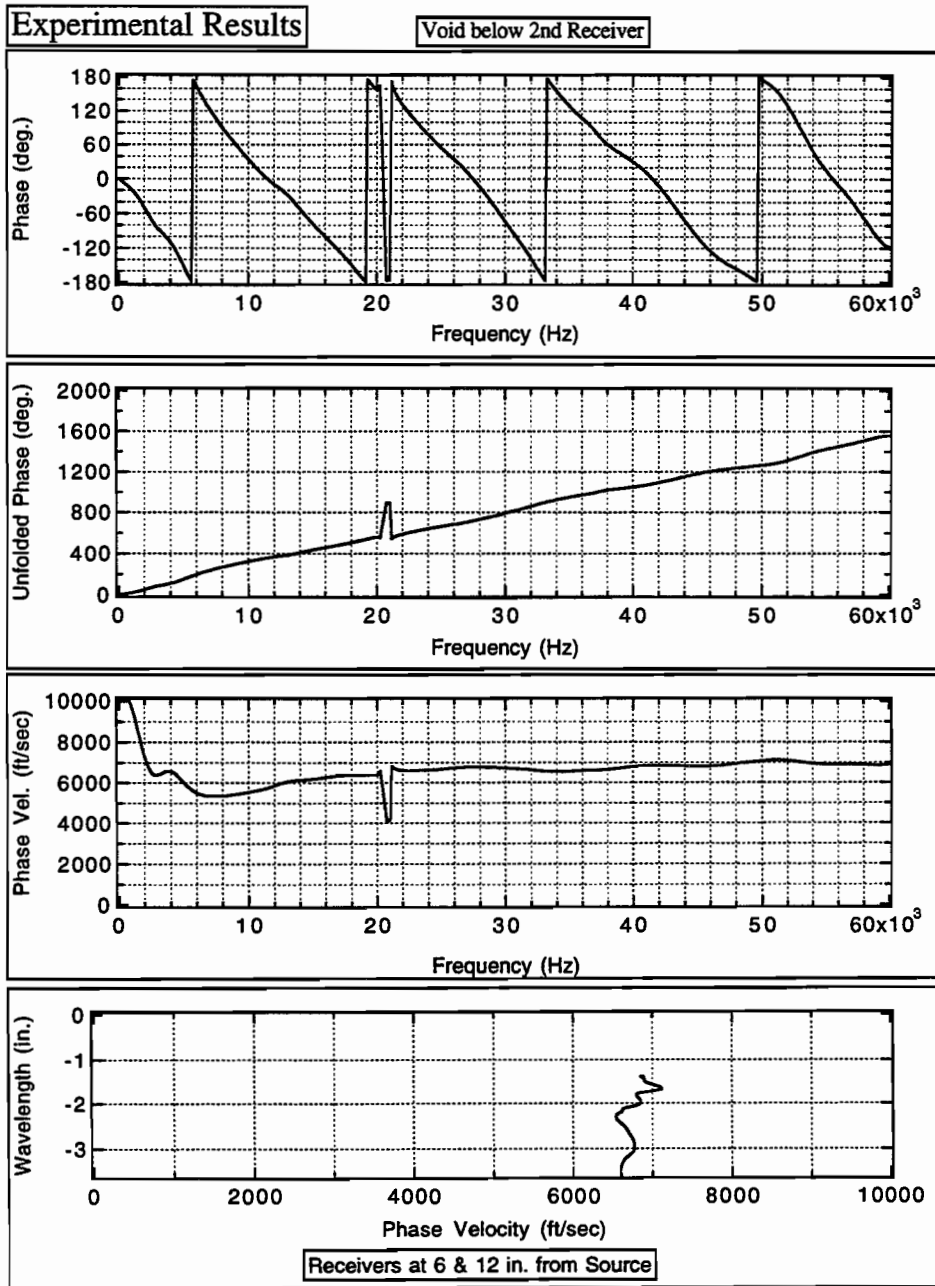 Experimental Results
Void below 2nd Receiver
Phase (deg.)
180
120
60
0
-60
-120
-180
0 10 20 30 40 50 60x10³
Frequency (Hz)
Unfolded Phase (deg.)
2000
1600
1200
800
400
0
0 10 20 30 40 50 60x10³
Frequency (Hz)
Phase Vel. (ft/sec)
10000
8000
6000
4000
2000
0
0 10 20 30 40 50 60x10³
Frequency (Hz)
Wavelength (in.)
0
-1
-2
-3
0 2000 4000 6000 8000 10000
Phase Velocity (ft/sec)
Receivers at 6 & 12 in. from Source